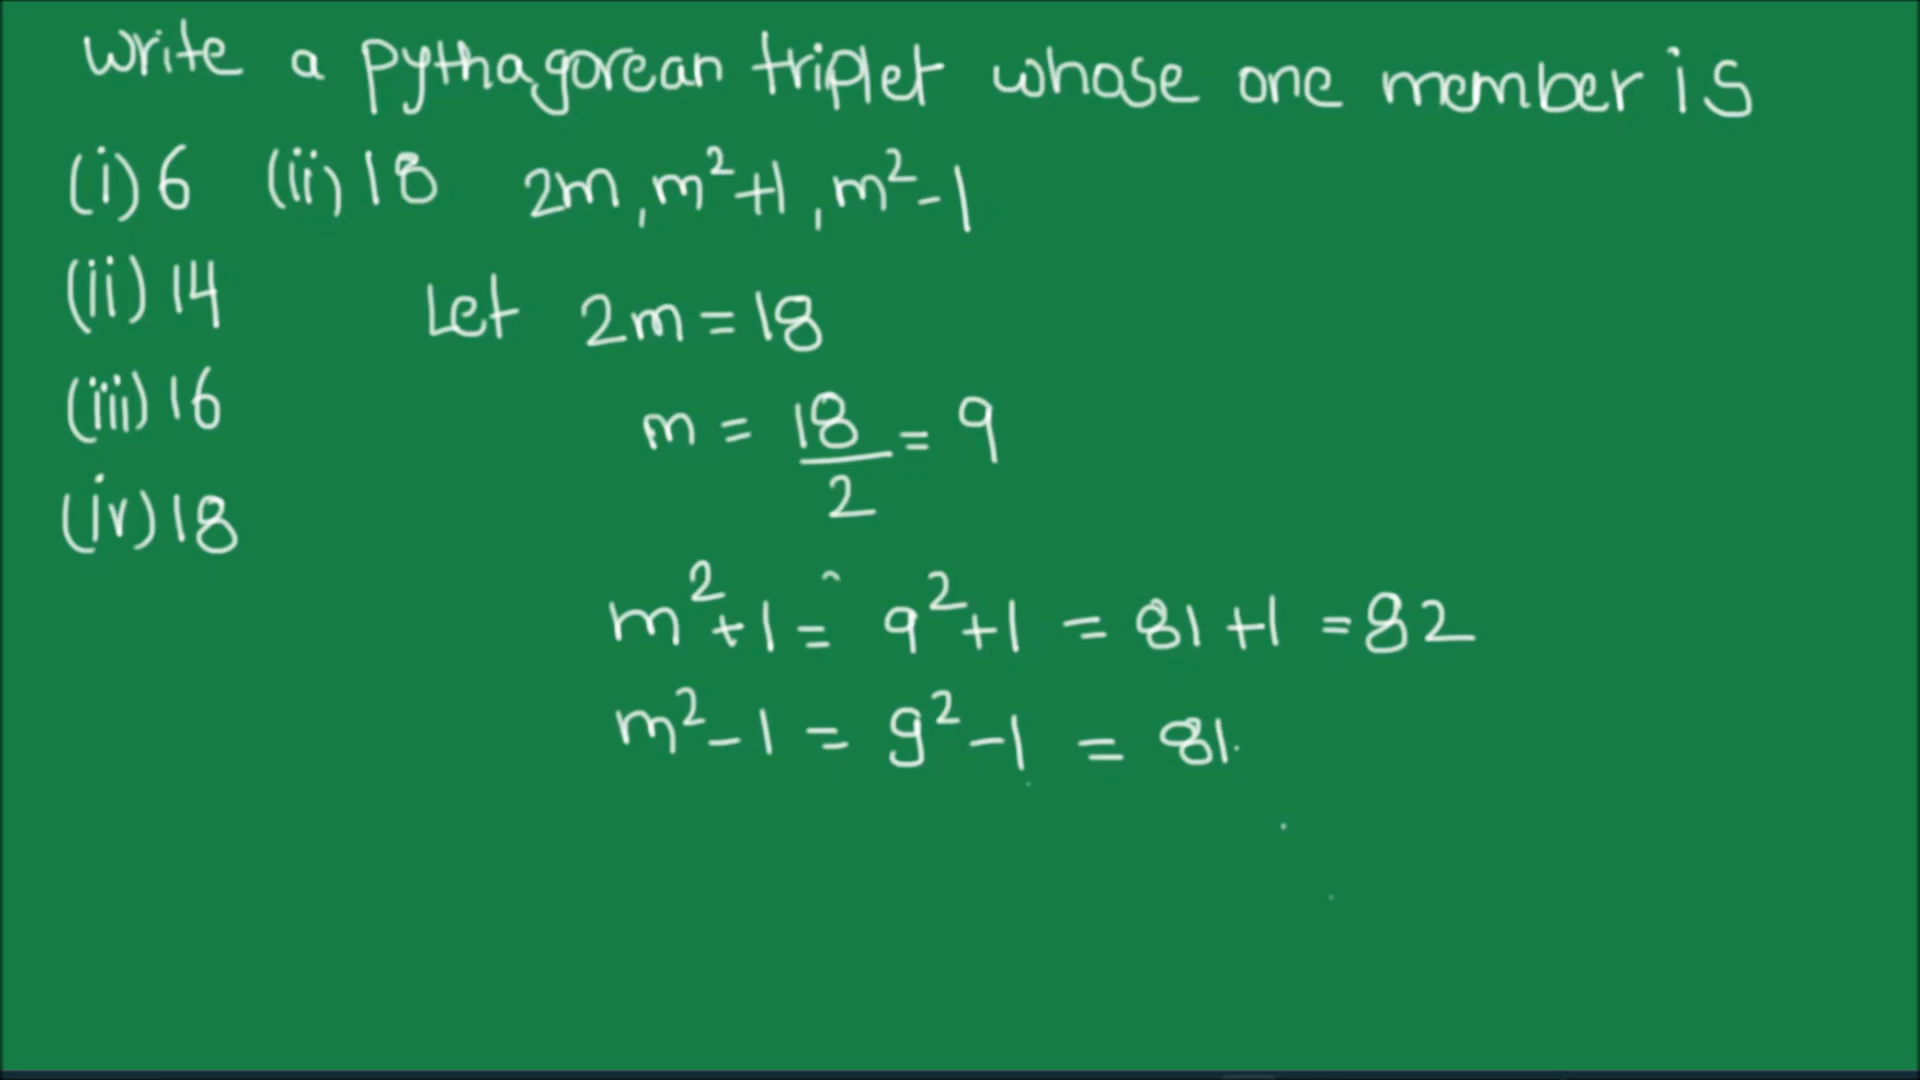 write a pythagorean triplet whose one member is
(i) 6 (ii) 18 2m, m²+1, m²-1
(ii) 14
Let 2m = 18
(iii) 16
m = 18/2 = 9
(iv) 18
m²+1 = 9²+1 = 81+1 = 82
m²-1 = 9²-1 = 81